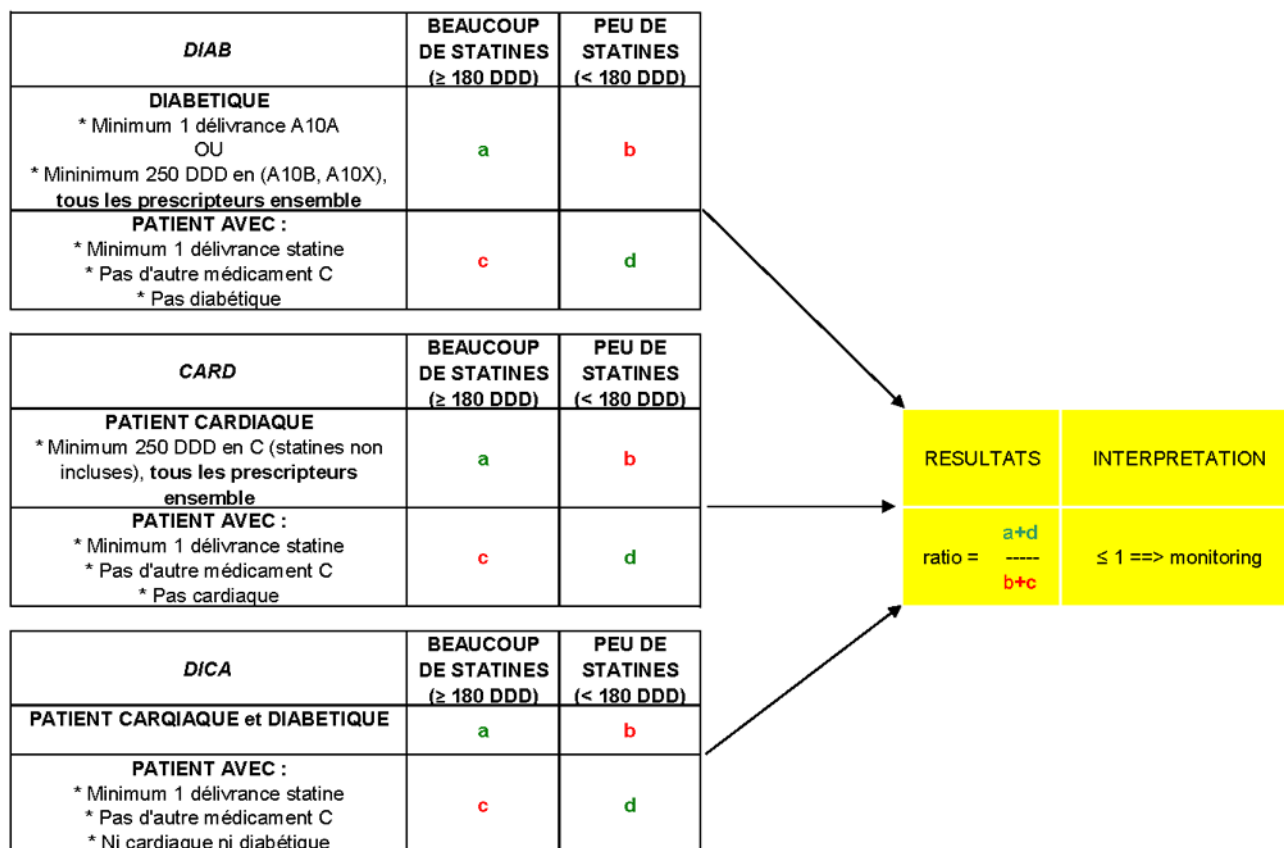 DIAB
BEAUCOUP
DE STATINES
(≥ 180 DDD)
PEU DE
STATINES
(< 180 DDD)
DIABETIQUE
* Minimum 1 délivrance A10A
OU
* Mininimum 250 DDD en (A10B, A10X),
tous les prescripteurs ensemble
a
b
PATIENT AVEC :
* Minimum 1 délivrance statine
* Pas d'autre médicament C
* Pas diabétique
c
d
CARD
BEAUCOUP
DE STATINES
(≥ 180 DDD)
PEU DE
STATINES
(< 180 DDD)
PATIENT CARDIAQUE
* Minimum 250 DDD en C (statines non
incluses), tous les prescripteurs
ensemble
a
b
PATIENT AVEC :
* Minimum 1 délivrance statine
* Pas d'autre médicament C
* Pas cardiaque
c
d
DICA
BEAUCOUP
DE STATINES
(≥ 180 DDD)
PEU DE
STATINES
(< 180 DDD)
PATIENT CARQIAQUE et DIABETIQUE
a
b
PATIENT AVEC :
* Minimum 1 délivrance statine
* Pas d'autre médicament C
* Ni cardiaque ni diabétique
c
d
RESULTATS
INTERPRETATION
a+d
ratio = -----
b+c
≤ 1 ==> monitoring